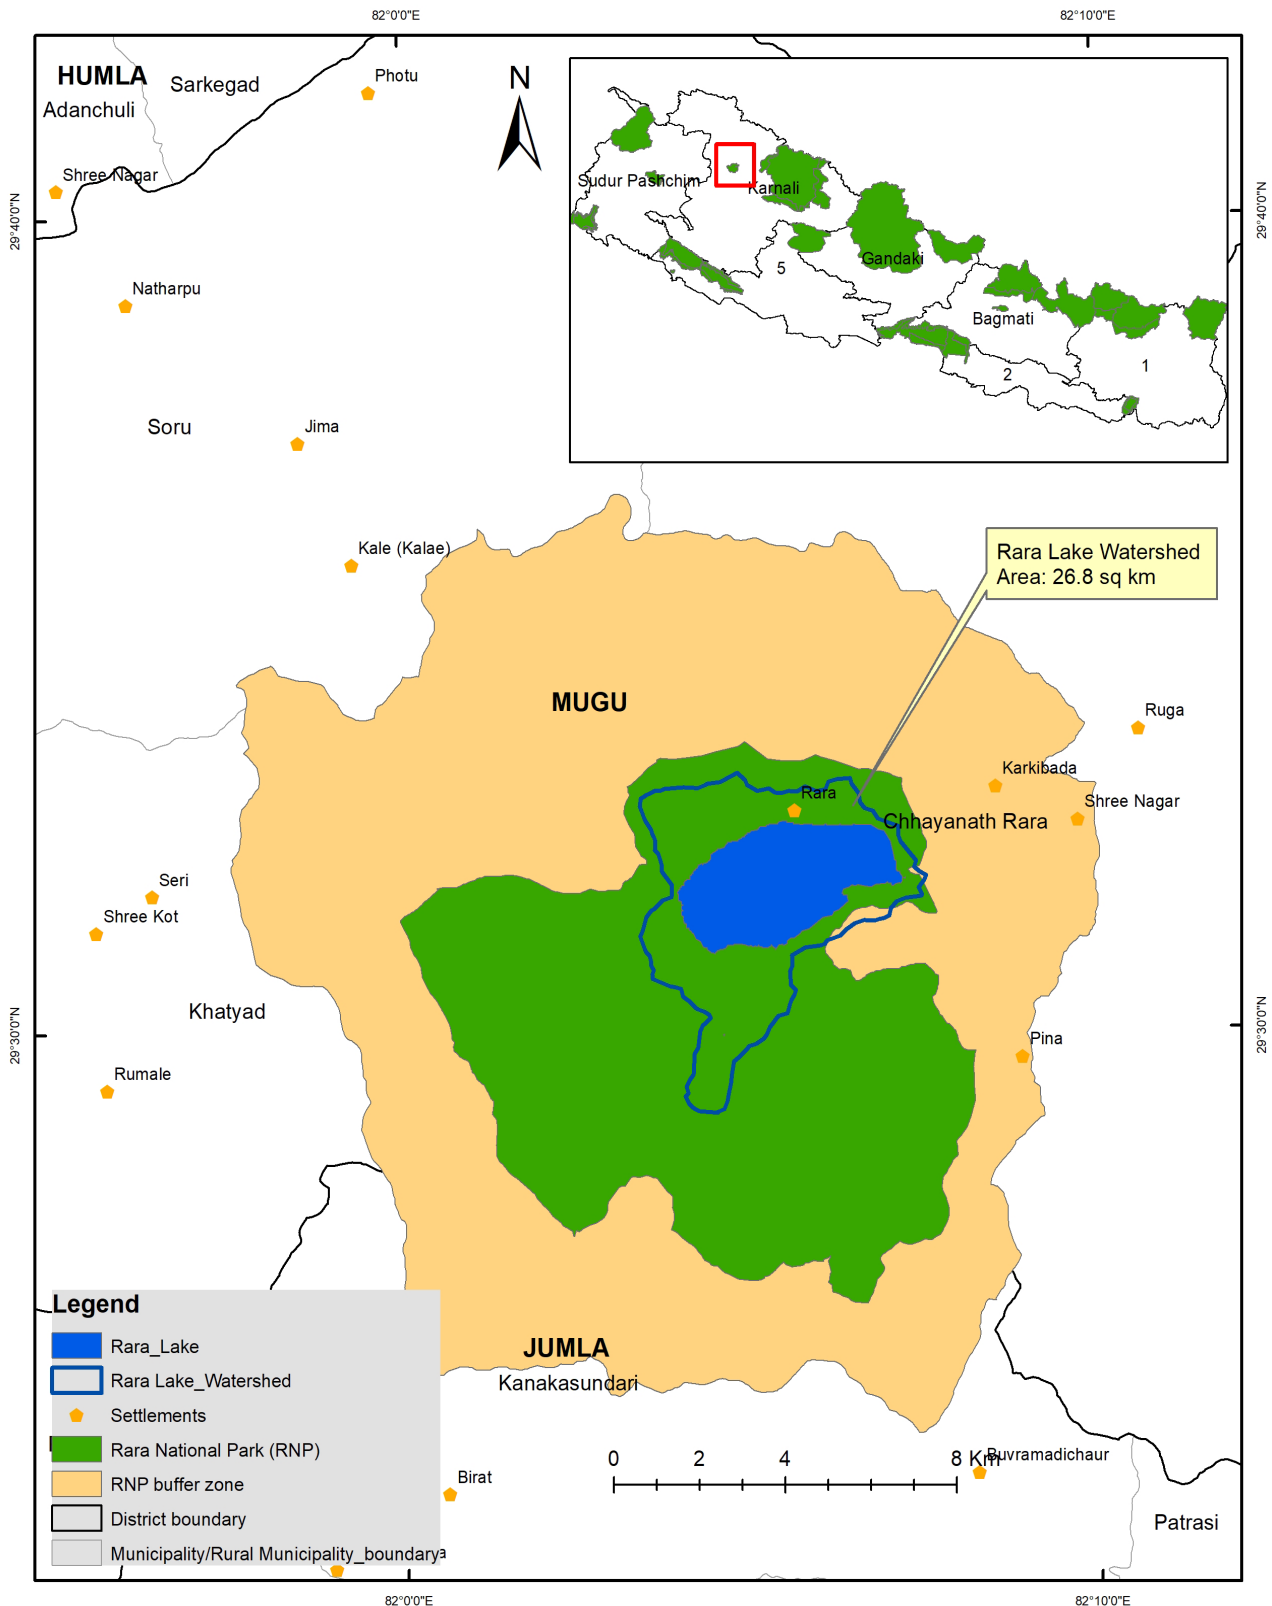 82°0'0"E
82°10'0"E
HUMLA
Sarkegad
Adanchuli
Photu
N
Shree Nagar
29°40'0"N
29°40'0"N
Sudur Pashchim
Karnali
5
Gandaki
Bagmati
2
1
Natharpu
Soru
Jima
Kale (Kalae)
Rara Lake Watershed
Area: 26.8 sq km
MUGU
Ruga
Karkibada
Rara
Shree Nagar
Chhayanath Rara
Seri
Shree Kot
Khatyad
29°30'0"N
29°30'0"N
Pina
Rumale
Legend
Rara_Lake
Rara Lake_Watershed
Settlements
Rara National Park (RNP)
RNP buffer zone
District boundary
Municipality/Rural Municipality_boundary
JUMLA
Kanakasundari
0 2 4 6 8 Km
Buvramadichaur
Birat
Patrasi
82°0'0"E
82°10'0"E